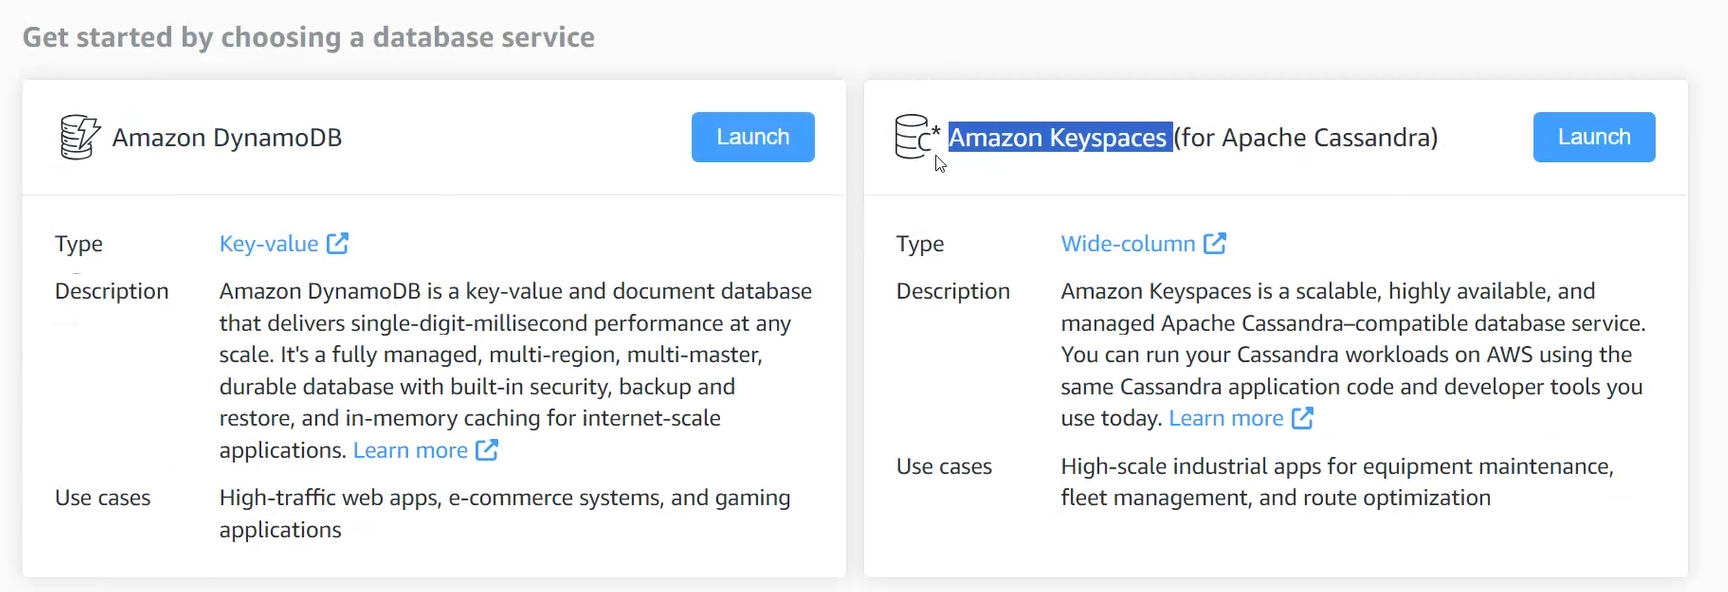 Get started by choosing a database service
Amazon DynamoDB
Launch
Type
Key-value
Description
Amazon DynamoDB is a key-value and document database
that delivers single-digit-millisecond performance at any
scale. It's a fully managed, multi-region, multi-master,
durable database with built-in security, backup and
restore, and in-memory caching for internet-scale
applications. Learn more
Use cases
High-traffic web apps, e-commerce systems, and gaming
applications
C* Amazon Keyspaces (for Apache Cassandra)
Launch
Type
Wide-column
Description
Amazon Keyspaces is a scalable, highly available, and
managed Apache Cassandra–compatible database service.
You can run your Cassandra workloads on AWS using the
same Cassandra application code and developer tools you
use today. Learn more
Use cases
High-scale industrial apps for equipment maintenance,
fleet management, and route optimization